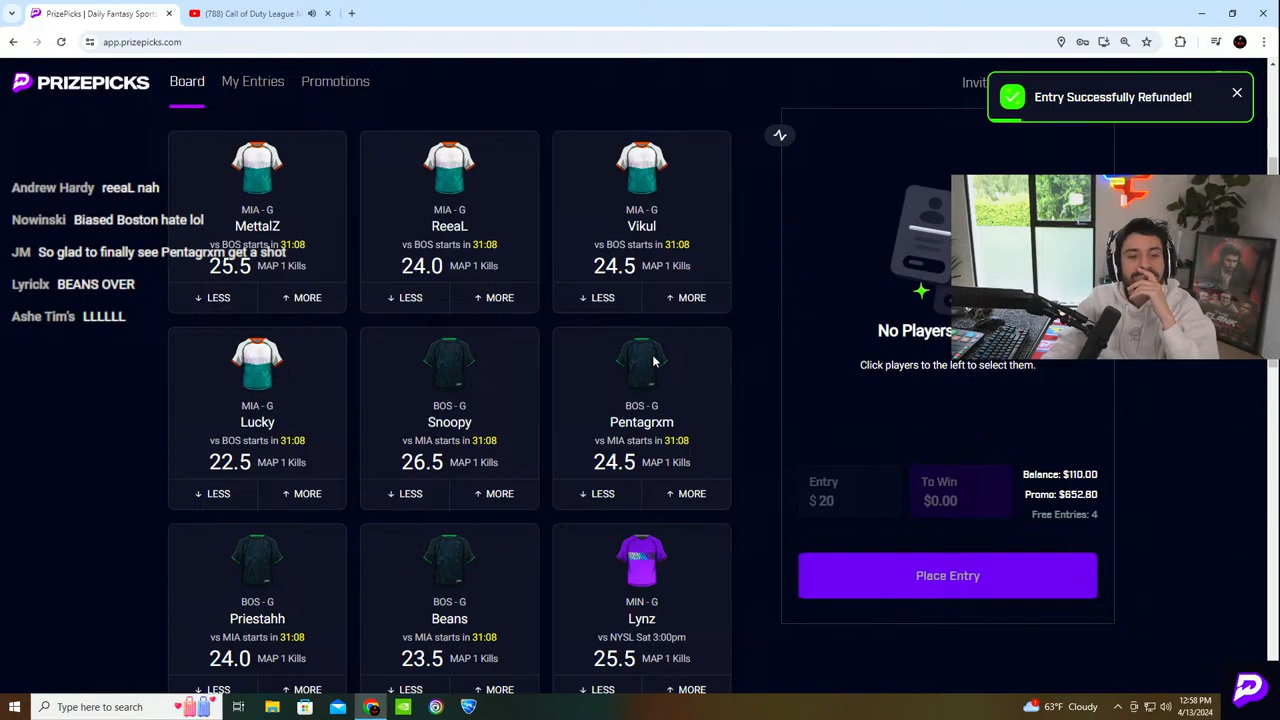 PrizePicks | Daily Fantasy Sport
(788) Call of Duty League M
app.prizepicks.com
PRIZEPICKS
Board
My Entries
Promotions
Entry Successfully Refunded!
MIA - G
MettalZ
vs BOS starts in 31:08
25.5 MAP 1 Kills
↓ LESS
↑ MORE
MIA - G
ReeaL
vs BOS starts in 31:08
24.0 MAP 1 Kills
↓ LESS
↑ MORE
MIA - G
Vikul
vs BOS starts in 31:08
24.5 MAP 1 Kills
↓ LESS
↑ MORE
Andrew Hardy reeaL nah
Nowinski Biased Boston hate lol
JM So glad to finally see Pentagrxm get a shot
Lyriclx BEANS OVER
Ashe Tim's LLLLLL
MIA - G
Lucky
vs BOS starts in 31:08
22.5 MAP 1 Kills
↓ LESS
↑ MORE
BOS - G
Snoopy
vs MIA starts in 31:08
26.5 MAP 1 Kills
↓ LESS
↑ MORE
BOS - G
Pentagrxm
vs MIA starts in 31:08
24.5 MAP 1 Kills
↓ LESS
↑ MORE
BOS - G
Priestahh
vs MIA starts in 31:08
24.0 MAP 1 Kills
↓ LESS
↑ MORE
BOS - G
Beans
vs MIA starts in 31:08
23.5 MAP 1 Kills
↓ LESS
↑ MORE
MIN - G
Lynz
vs NYSL Sat 3:00pm
25.5 MAP 1 Kills
↓ LESS
↑ MORE
No Players
Click players to the left to select them.
Entry
$ 20
To Win
$0.00
Balance: $110.00
Promo: $652.80
Free Entries: 4
Place Entry
Type here to search
63°F Cloudy
12:58 PM
4/13/2024